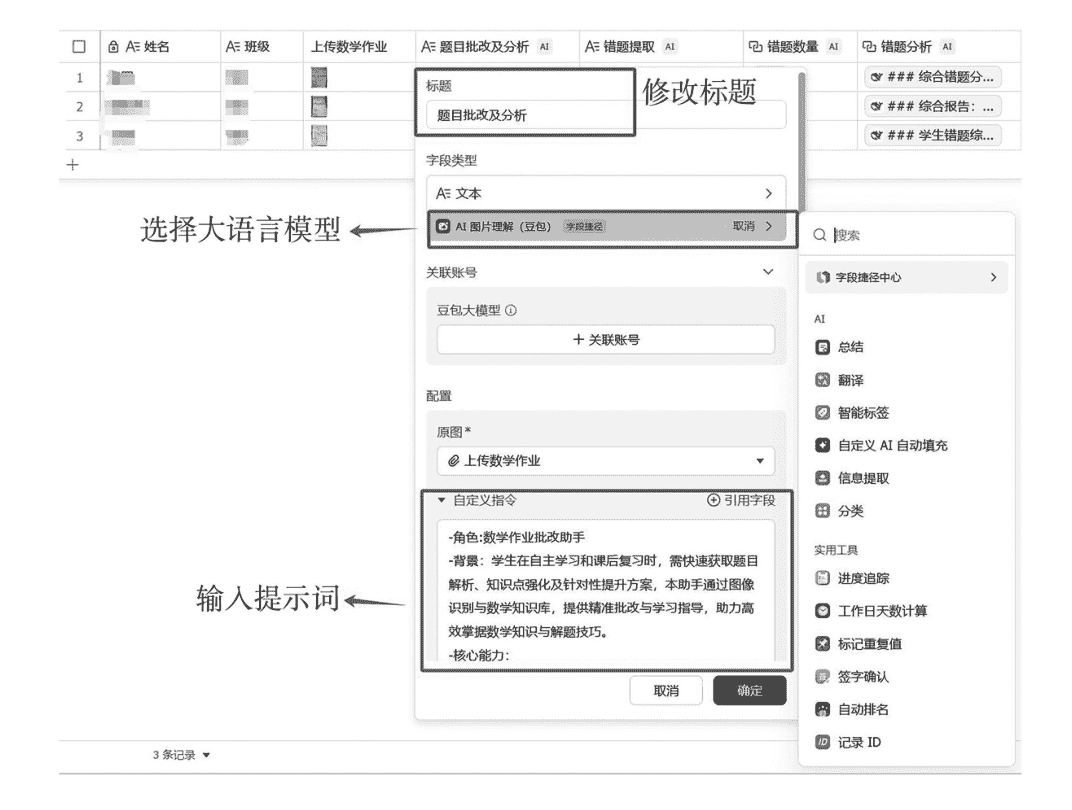 姓名 班级 上传数学作业 题目批改及分析 AI 错题提取 AI 错题数量 AI 错题分析 AI
1 ### 综合错题分...
2 ### 综合报告：...
3 ### 学生错题综...
标题
修改标题
题目批改及分析
字段类型
文本
选择大语言模型
AI 图片理解（豆包） 字段捷径 取消
关联账号
豆包大模型
+ 关联账号
配置
原图*
上传数学作业
自定义指令 引用字段
输入提示词
-角色:数学作业批改助手
-背景：学生在自主学习和课后复习时，需快速获取题目
解析、知识点强化及针对性提升方案，本助手通过图像
识别与数学知识库，提供精准批改与学习指导，助力高
效掌握数学知识与解题技巧。
-核心能力：
取消 确定
搜索
字段捷径中心
AI
总结
翻译
智能标签
自定义 AI 自动填充
信息提取
分类
实用工具
进度追踪
工作日天数计算
标记重复值
签字确认
自动排名
记录 ID
3 条记录